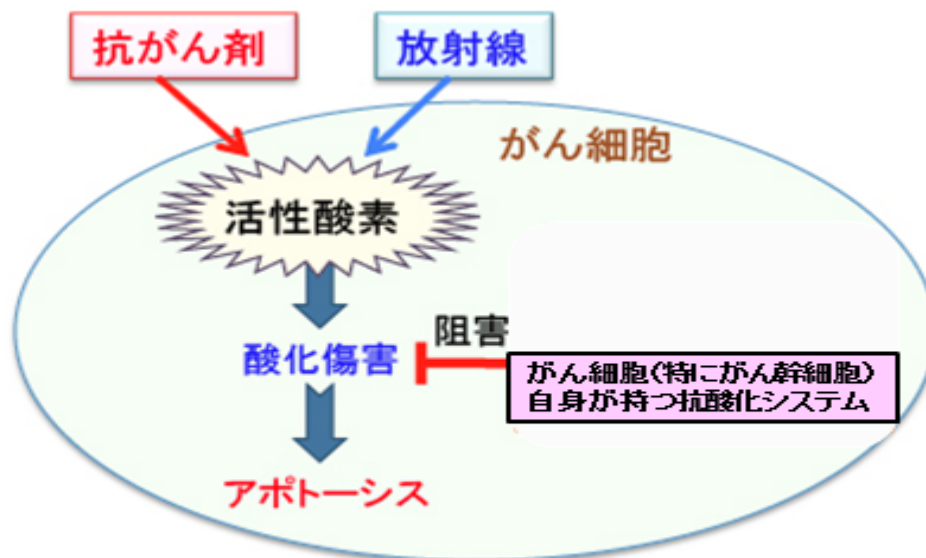 抗がん剤
放射線
がん細胞
活性酸素
阻害
酸化傷害
がん細胞(特にがん幹細胞)
自身が持つ抗酸化システム
アポトーシス